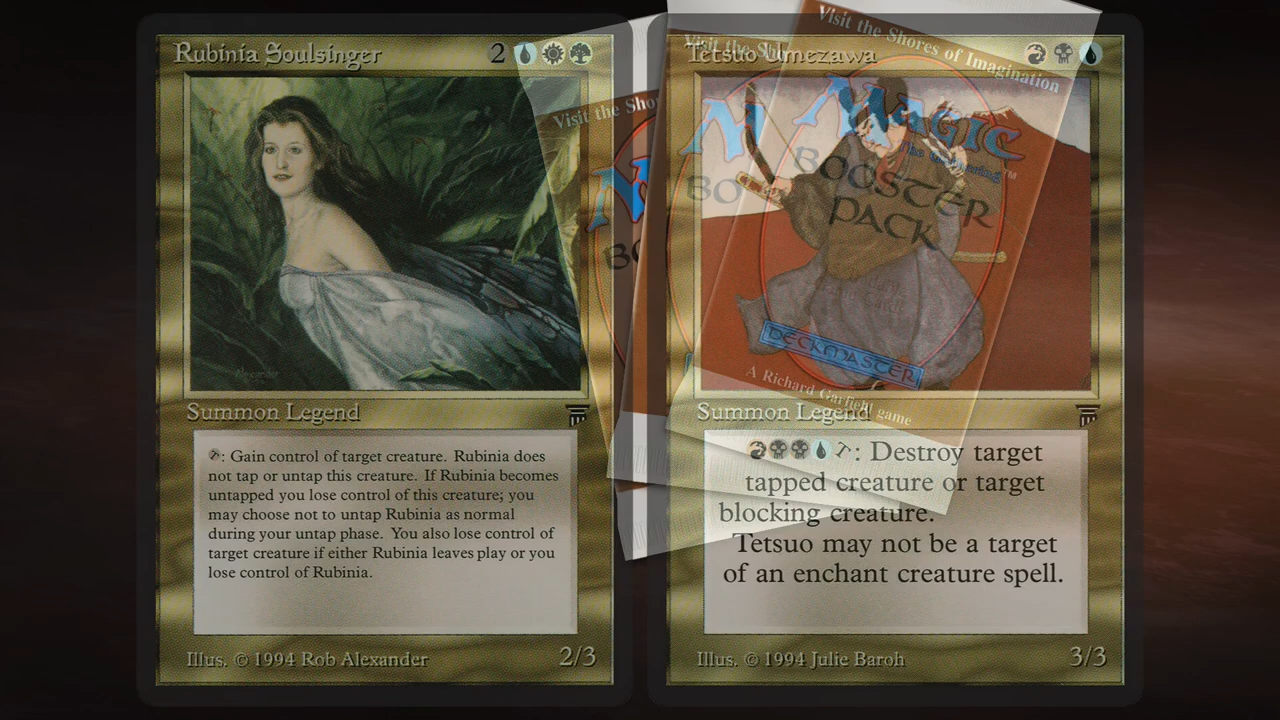 Rubinia Soulsinger 2
Alexander
Summon Legend
: Gain control of target creature. Rubinia does
not tap or untap this creature. If Rubinia becomes
untapped you lose control of this creature; you
may choose not to untap Rubinia as normal
during your untap phase. You also lose control of
target creature if either Rubinia leaves play or you
lose control of Rubinia.
Illus. © 1994 Rob Alexander 2/3
Tetsuo Umezawa
Summon Legend
: Destroy target
tapped creature or target
blocking creature.
Tetsuo may not be a target
of an enchant creature spell.
Illus. © 1994 Julie Baroh 3/3
Visit the Shores of Imagination
MAGIC
The Gathering™
BOOSTER
PACK
DECKMASTER
A Richard Garfield game
Visit the Sh
M
BO
Visit the Shor
M
BO